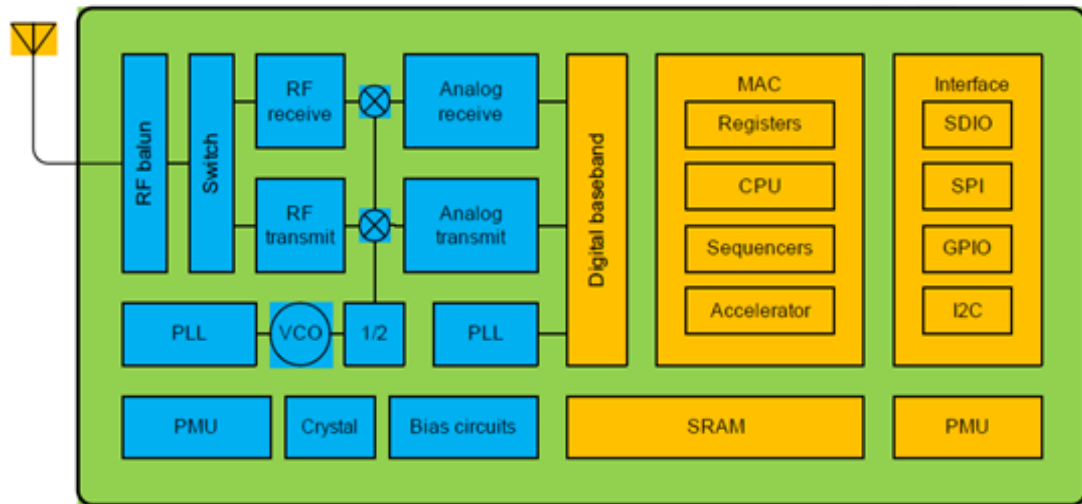 RF balun
Switch
RF
receive
Analog
receive
RF
transmit
Analog
transmit
PLL
VCO
1/2
PLL
Digital baseband
MAC
Registers
CPU
Sequencers
Accelerator
Interface
SDIO
SPI
GPIO
I2C
PMU
Crystal
Bias circuits
SRAM
PMU